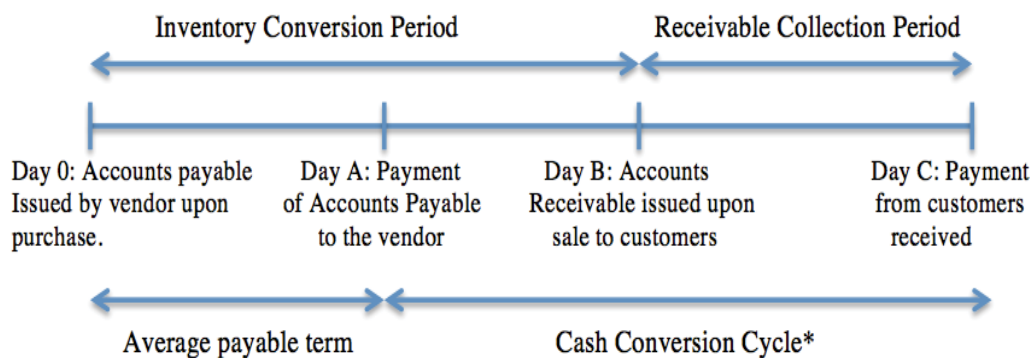 Inventory Conversion Period
Receivable Collection Period
Day 0: Accounts payable
Issued by vendor upon
purchase.
Day A: Payment
of Accounts Payable
to the vendor
Day B: Accounts
Receivable issued upon
sale to customers
Day C: Payment
from customers
received
Average payable term
Cash Conversion Cycle*